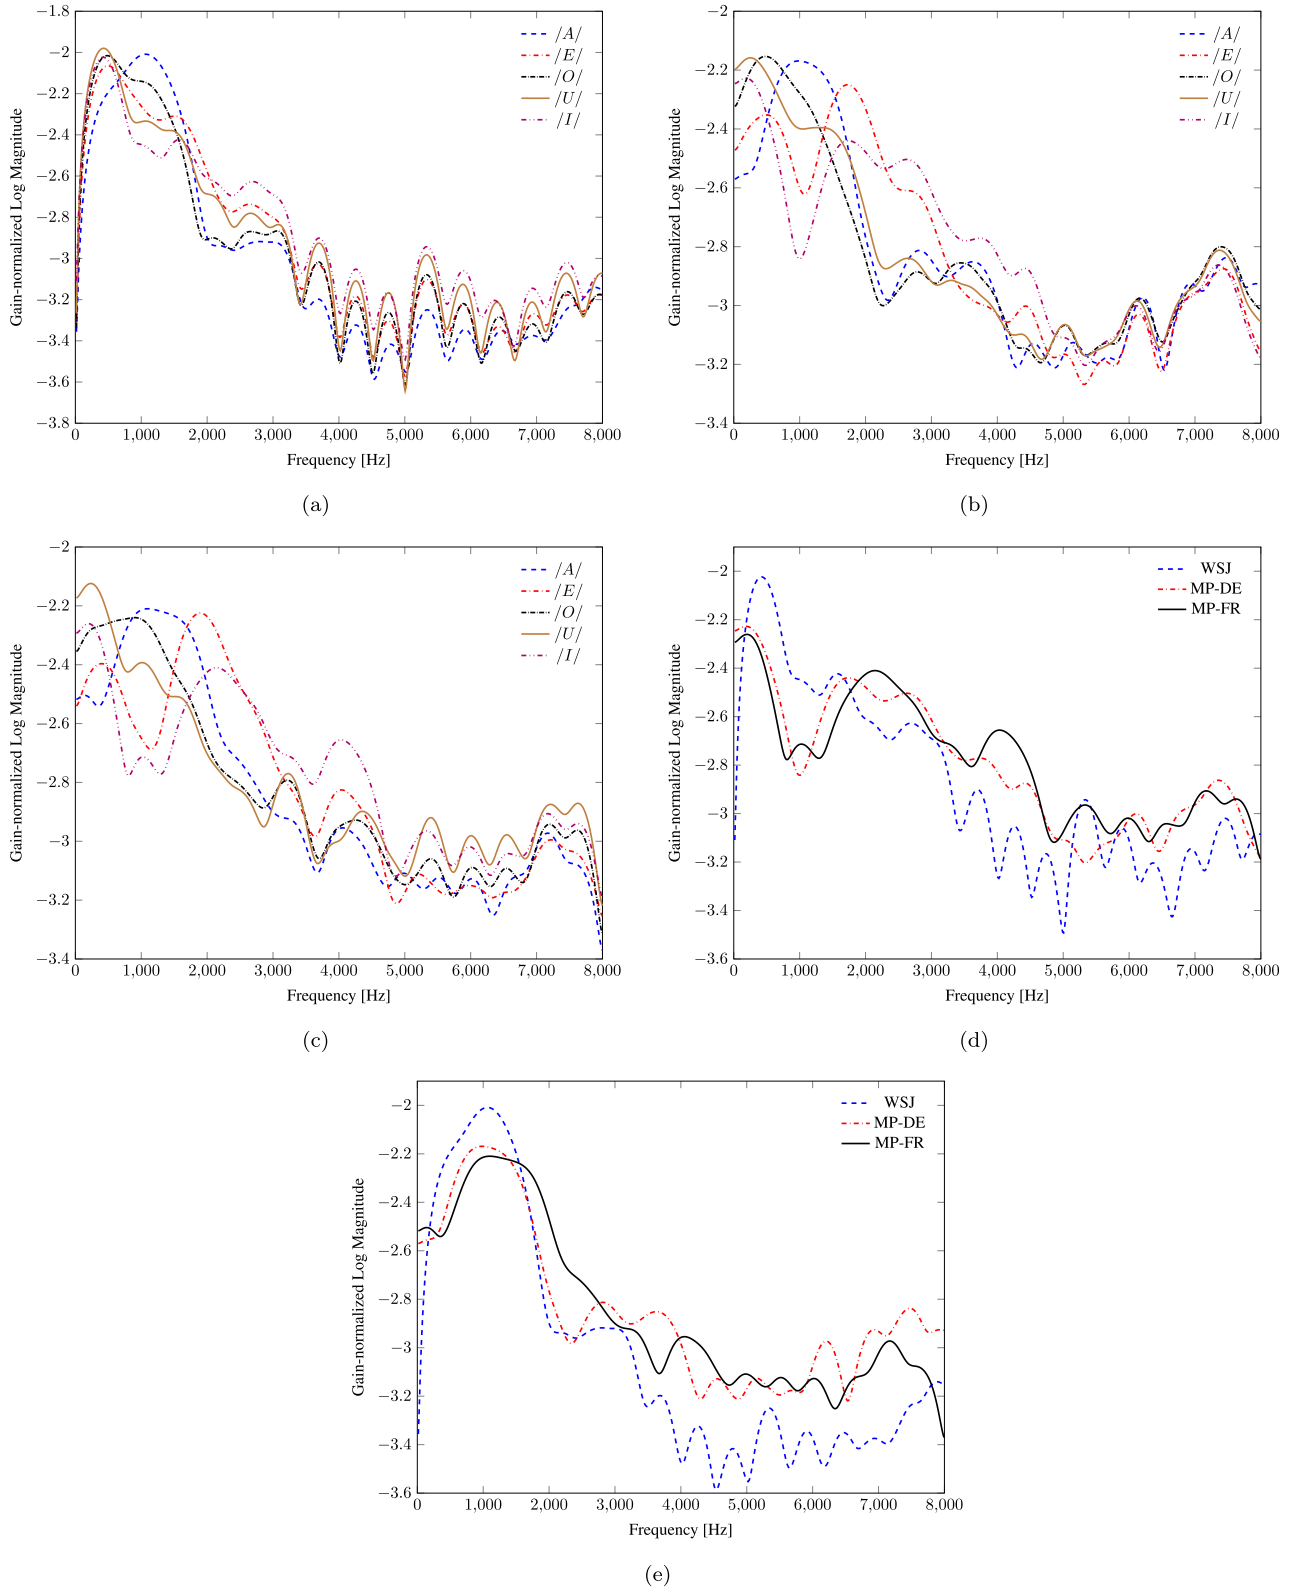 −1.8
−2
−2.2
−2.4
−2.6
−2.8
−3
−3.2
−3.4
−3.6
−3.8
Gain-normalized Log Magnitude
0 1,000 2,000 3,000 4,000 5,000 6,000 7,000 8,000
Frequency [Hz]
/A/
/E/
/O/
/U/
/I/
(a)
−2
−2.2
−2.4
−2.6
−2.8
−3
−3.2
−3.4
Gain-normalized Log Magnitude
0 1,000 2,000 3,000 4,000 5,000 6,000 7,000 8,000
Frequency [Hz]
/A/
/E/
/O/
/U/
/I/
(b)
−2
−2.2
−2.4
−2.6
−2.8
−3
−3.2
−3.4
Gain-normalized Log Magnitude
0 1,000 2,000 3,000 4,000 5,000 6,000 7,000 8,000
Frequency [Hz]
/A/
/E/
/O/
/U/
/I/
(c)
−2
−2.2
−2.4
−2.6
−2.8
−3
−3.2
−3.4
−3.6
Gain-normalized Log Magnitude
0 1,000 2,000 3,000 4,000 5,000 6,000 7,000 8,000
Frequency [Hz]
WSJ
MP-DE
MP-FR
(d)
−2
−2.2
−2.4
−2.6
−2.8
−3
−3.2
−3.4
−3.6
Gain-normalized Log Magnitude
0 1,000 2,000 3,000 4,000 5,000 6,000 7,000 8,000
Frequency [Hz]
WSJ
MP-DE
MP-FR
(e)